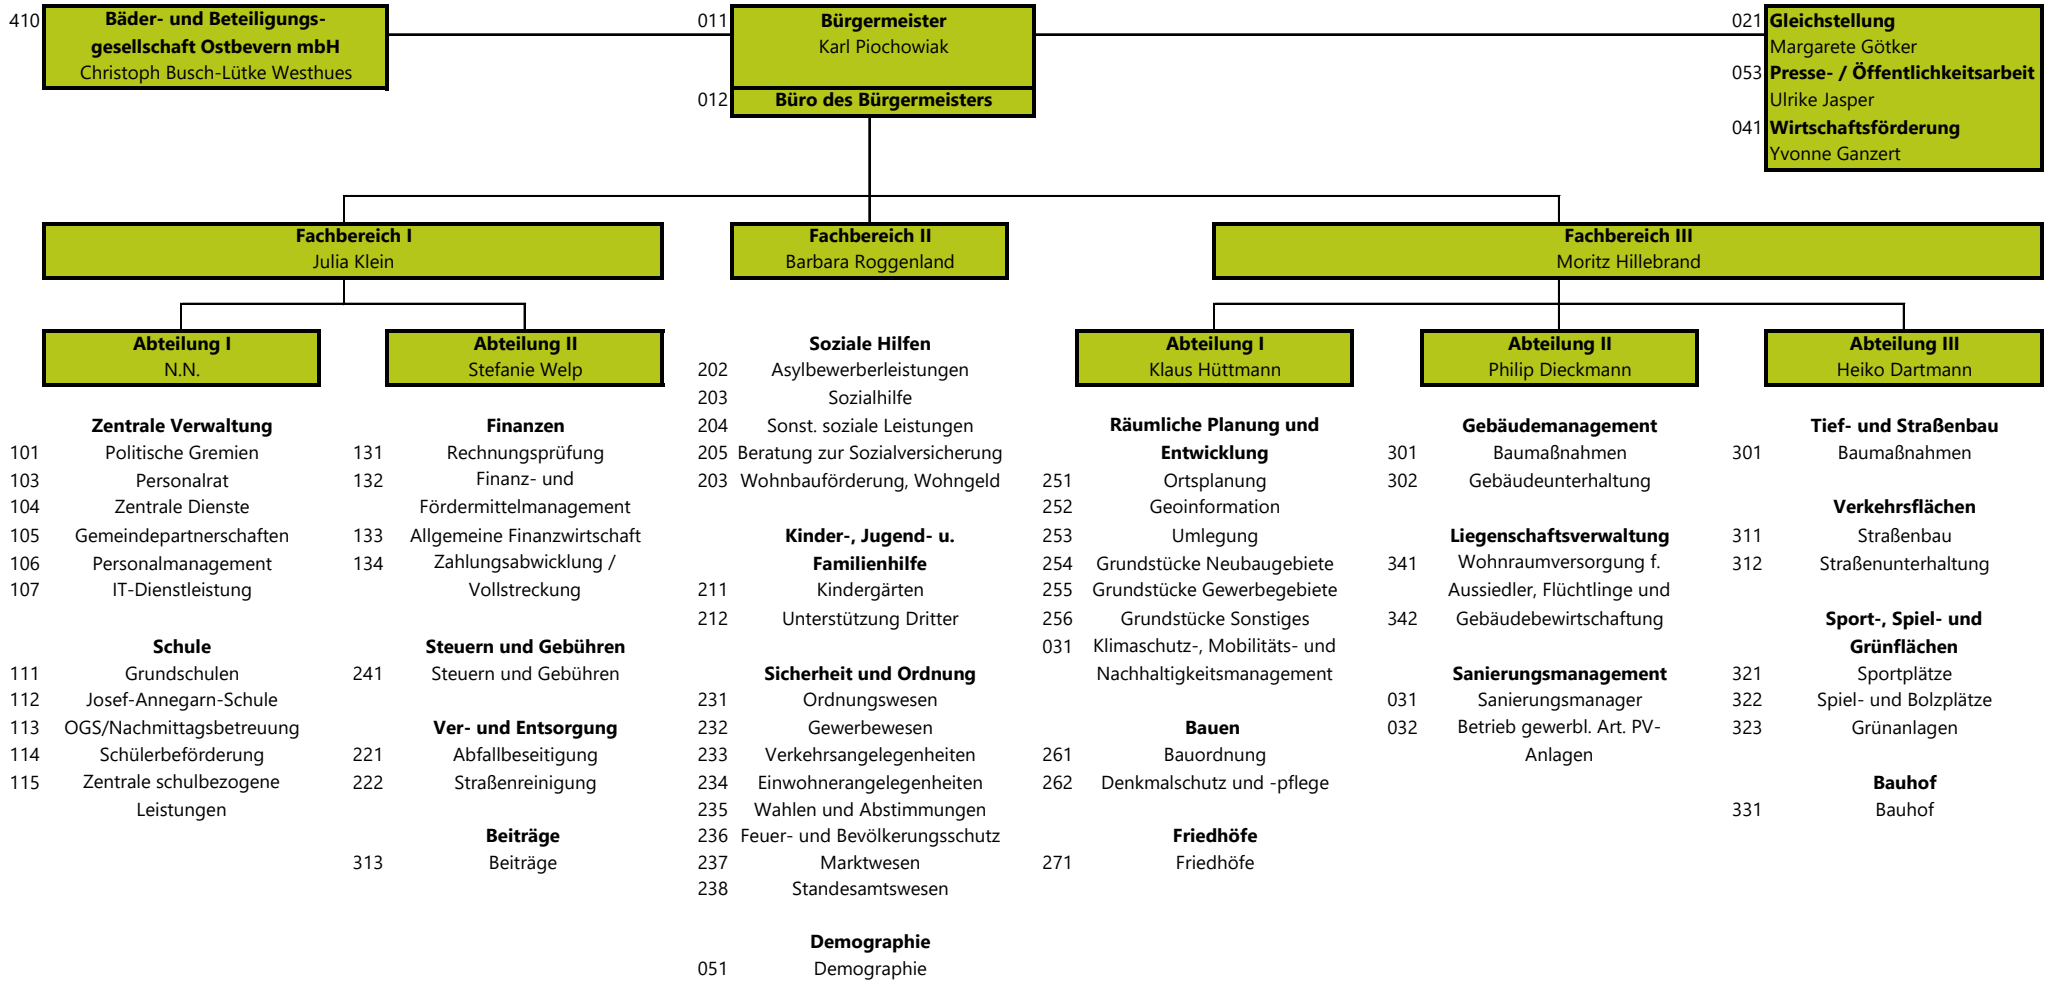 410
Bäder- und Beteiligungs-
gesellschaft Ostbevern mbH
Christoph Busch-Lütke Westhues
011
Bürgermeister
Karl Piochowiak
012
Büro des Bürgermeisters
021
Gleichstellung
Margarete Götker
053
Presse- / Öffentlichkeitsarbeit
Ulrike Jasper
041
Wirtschaftsförderung
Yvonne Ganzert
Fachbereich I
Julia Klein
Fachbereich II
Barbara Roggenland
Fachbereich III
Moritz Hillebrand
Abteilung I
N.N.
Zentrale Verwaltung
101 Politische Gremien
103 Personalrat
104 Zentrale Dienste
105 Gemeindepartnerschaften
106 Personalmanagement
107 IT-Dienstleistung
Schule
111 Grundschulen
112 Josef-Annegarn-Schule
113 OGS/Nachmittagsbetreuung
114 Schülerbeförderung
115 Zentrale schulbezogene
Leistungen
Abteilung II
Stefanie Welp
Finanzen
131 Rechnungsprüfung
132 Finanz- und
Fördermittelmanagement
133 Allgemeine Finanzwirtschaft
134 Zahlungsabwicklung /
Vollstreckung
Steuern und Gebühren
241 Steuern und Gebühren
Ver- und Entsorgung
221 Abfallbeseitigung
222 Straßenreinigung
Beiträge
313 Beiträge
Soziale Hilfen
202 Asylbewerberleistungen
203 Sozialhilfe
204 Sonst. soziale Leistungen
205 Beratung zur Sozialversicherung
203 Wohnbauförderung, Wohngeld
Kinder-, Jugend- u.
Familienhilfe
211 Kindergärten
212 Unterstützung Dritter
Sicherheit und Ordnung
231 Ordnungswesen
232 Gewerbewesen
233 Verkehrsangelegenheiten
234 Einwohnerangelegenheiten
235 Wahlen und Abstimmungen
236 Feuer- und Bevölkerungsschutz
237 Marktwesen
238 Standesamtswesen
Demographie
051 Demographie
Abteilung I
Klaus Hüttmann
Räumliche Planung und
Entwicklung
251 Ortsplanung
252 Geoinformation
253 Umlegung
254 Grundstücke Neubaugebiete
255 Grundstücke Gewerbegebiete
256 Grundstücke Sonstiges
031 Klimaschutz-, Mobilitäts- und
Nachhaltigkeitsmanagement
Bauen
261 Bauordnung
262 Denkmalschutz und -pflege
Friedhöfe
271 Friedhöfe
Abteilung II
Philip Dieckmann
Gebäudemanagement
301 Baumaßnahmen
302 Gebäudeunterhaltung
Liegenschaftsverwaltung
341 Wohnraumversorgung f.
Aussiedler, Flüchtlinge und
342 Gebäudebewirtschaftung
Sanierungsmanagement
031 Sanierungsmanager
032 Betrieb gewerbl. Art. PV-
Anlagen
Abteilung III
Heiko Dartmann
Tief- und Straßenbau
301 Baumaßnahmen
Verkehrsflächen
311 Straßenbau
312 Straßenunterhaltung
Sport-, Spiel- und
Grünflächen
321 Sportplätze
322 Spiel- und Bolzplätze
323 Grünanlagen
Bauhof
331 Bauhof